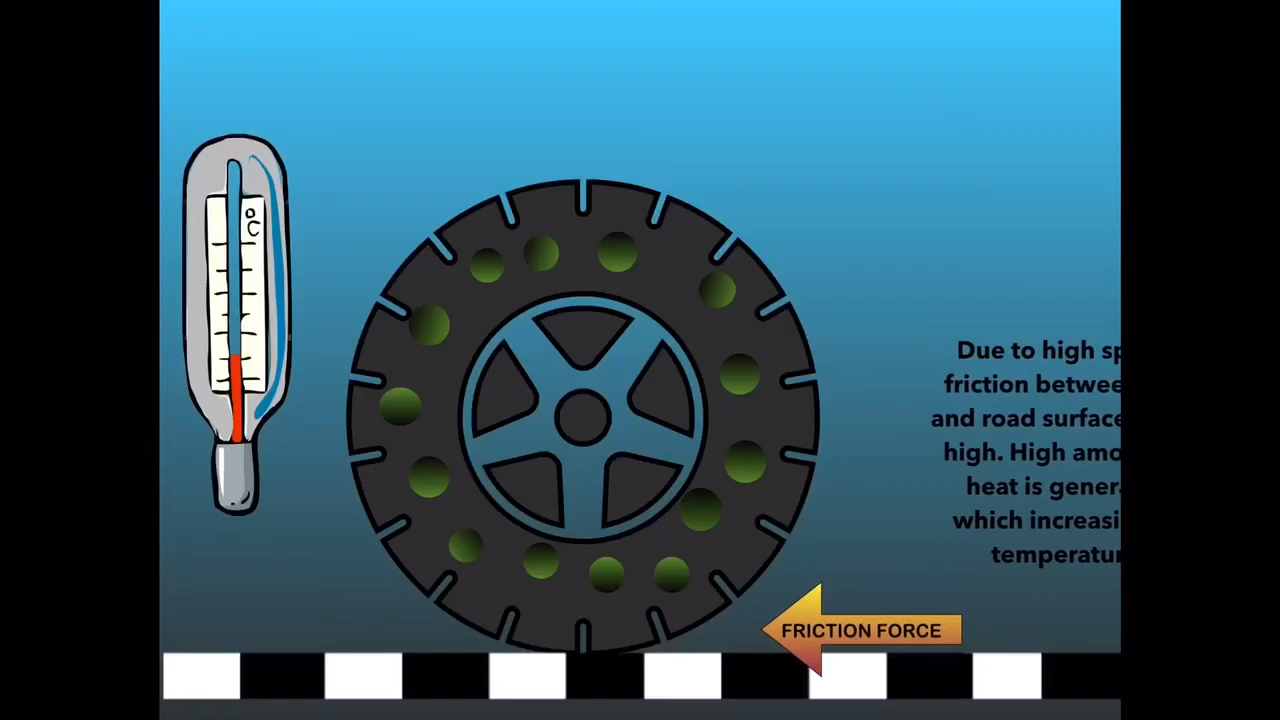 °C
Due to high sp
friction betwee
and road surface
high. High amo
heat is gener
which increasi
temperatu
FRICTION FORCE